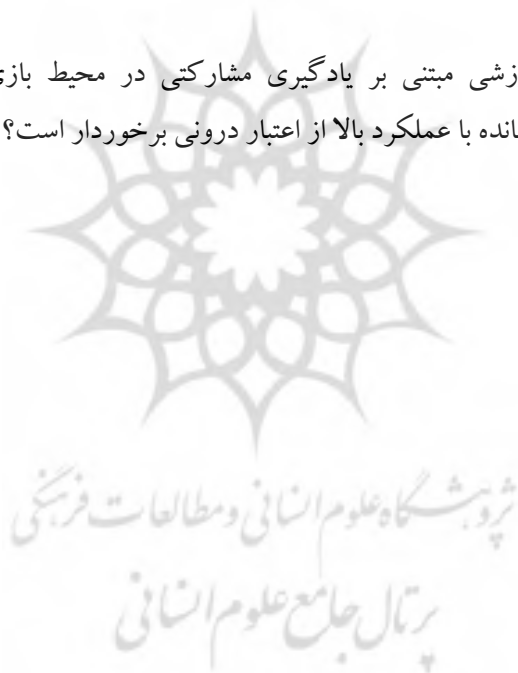 زشی مبتنی بر یادگیری مشارکتی در محیط بازی
انده با عملکرد بالا از اعتبار درونی برخوردار است؟
پژوهشگاه علوم انسانی و مطالعات فرهنگی
پرتال جامع علوم انسانی